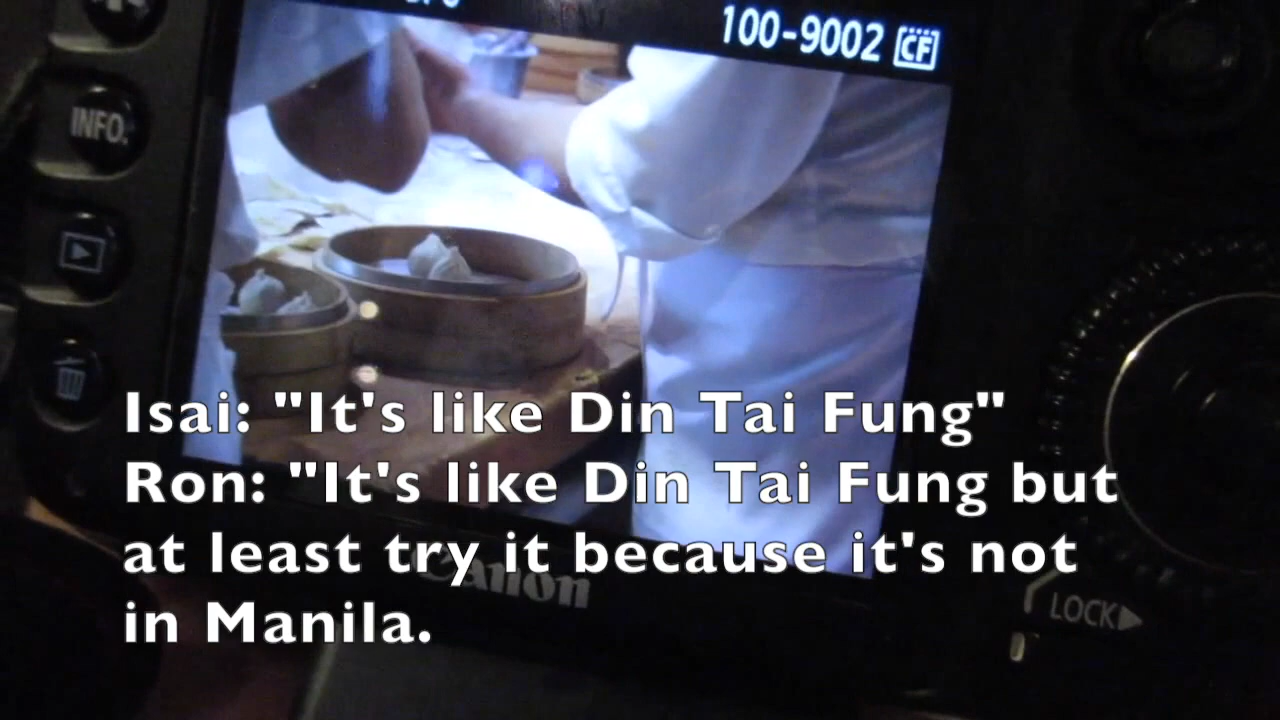 100-9002 CF
INFO.
Isai: "It's like Din Tai Fung"
Ron: "It's like Din Tai Fung but
at least try it because it's not
in Manila.
Canon
LOCK